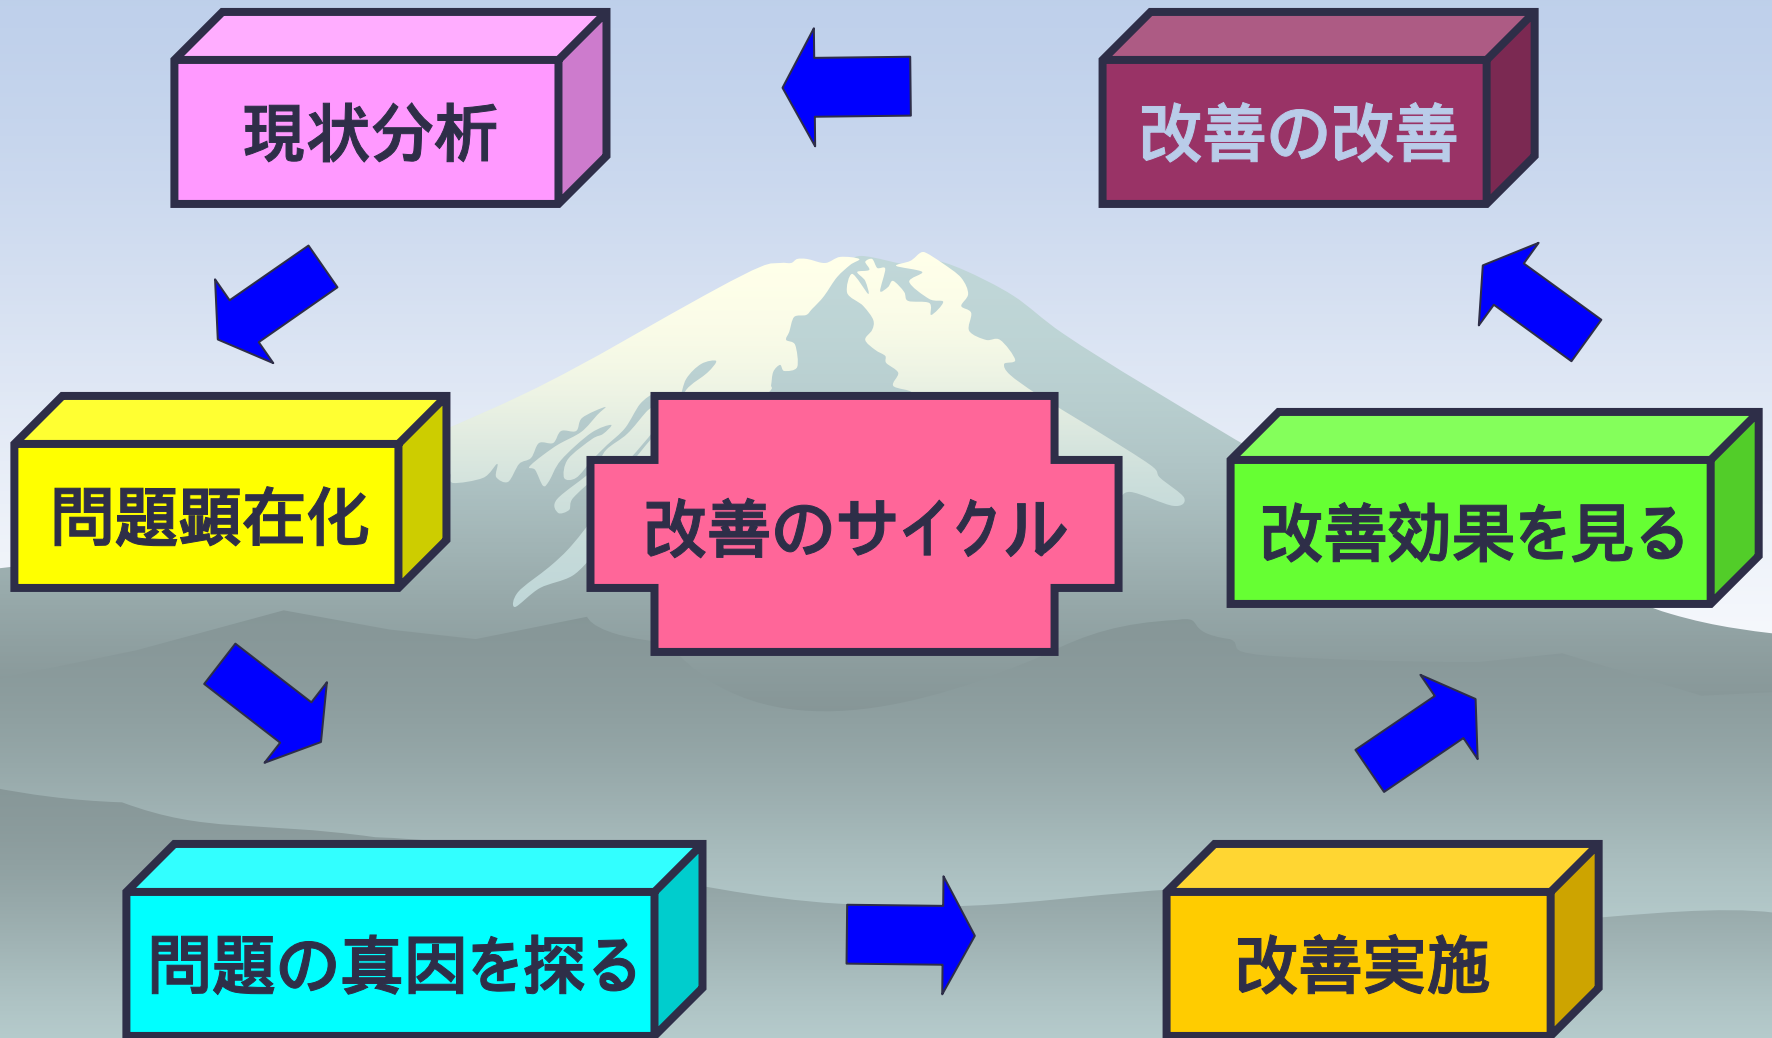 現状分析
改善の改善
問題顕在化
改善のサイクル
改善効果を見る
問題の真因を探る
改善実施